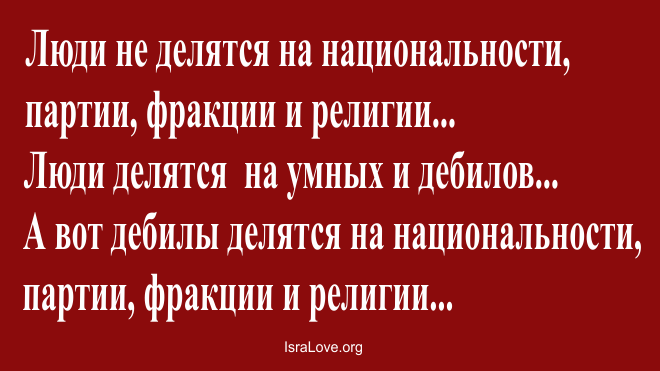 Люди не делятся на национальности,
партии, фракции и религии...
Люди делятся  на умных и дебилов...
А вот дебилы делятся на национальности,
партии, фракции и религии...
IsraLove.org